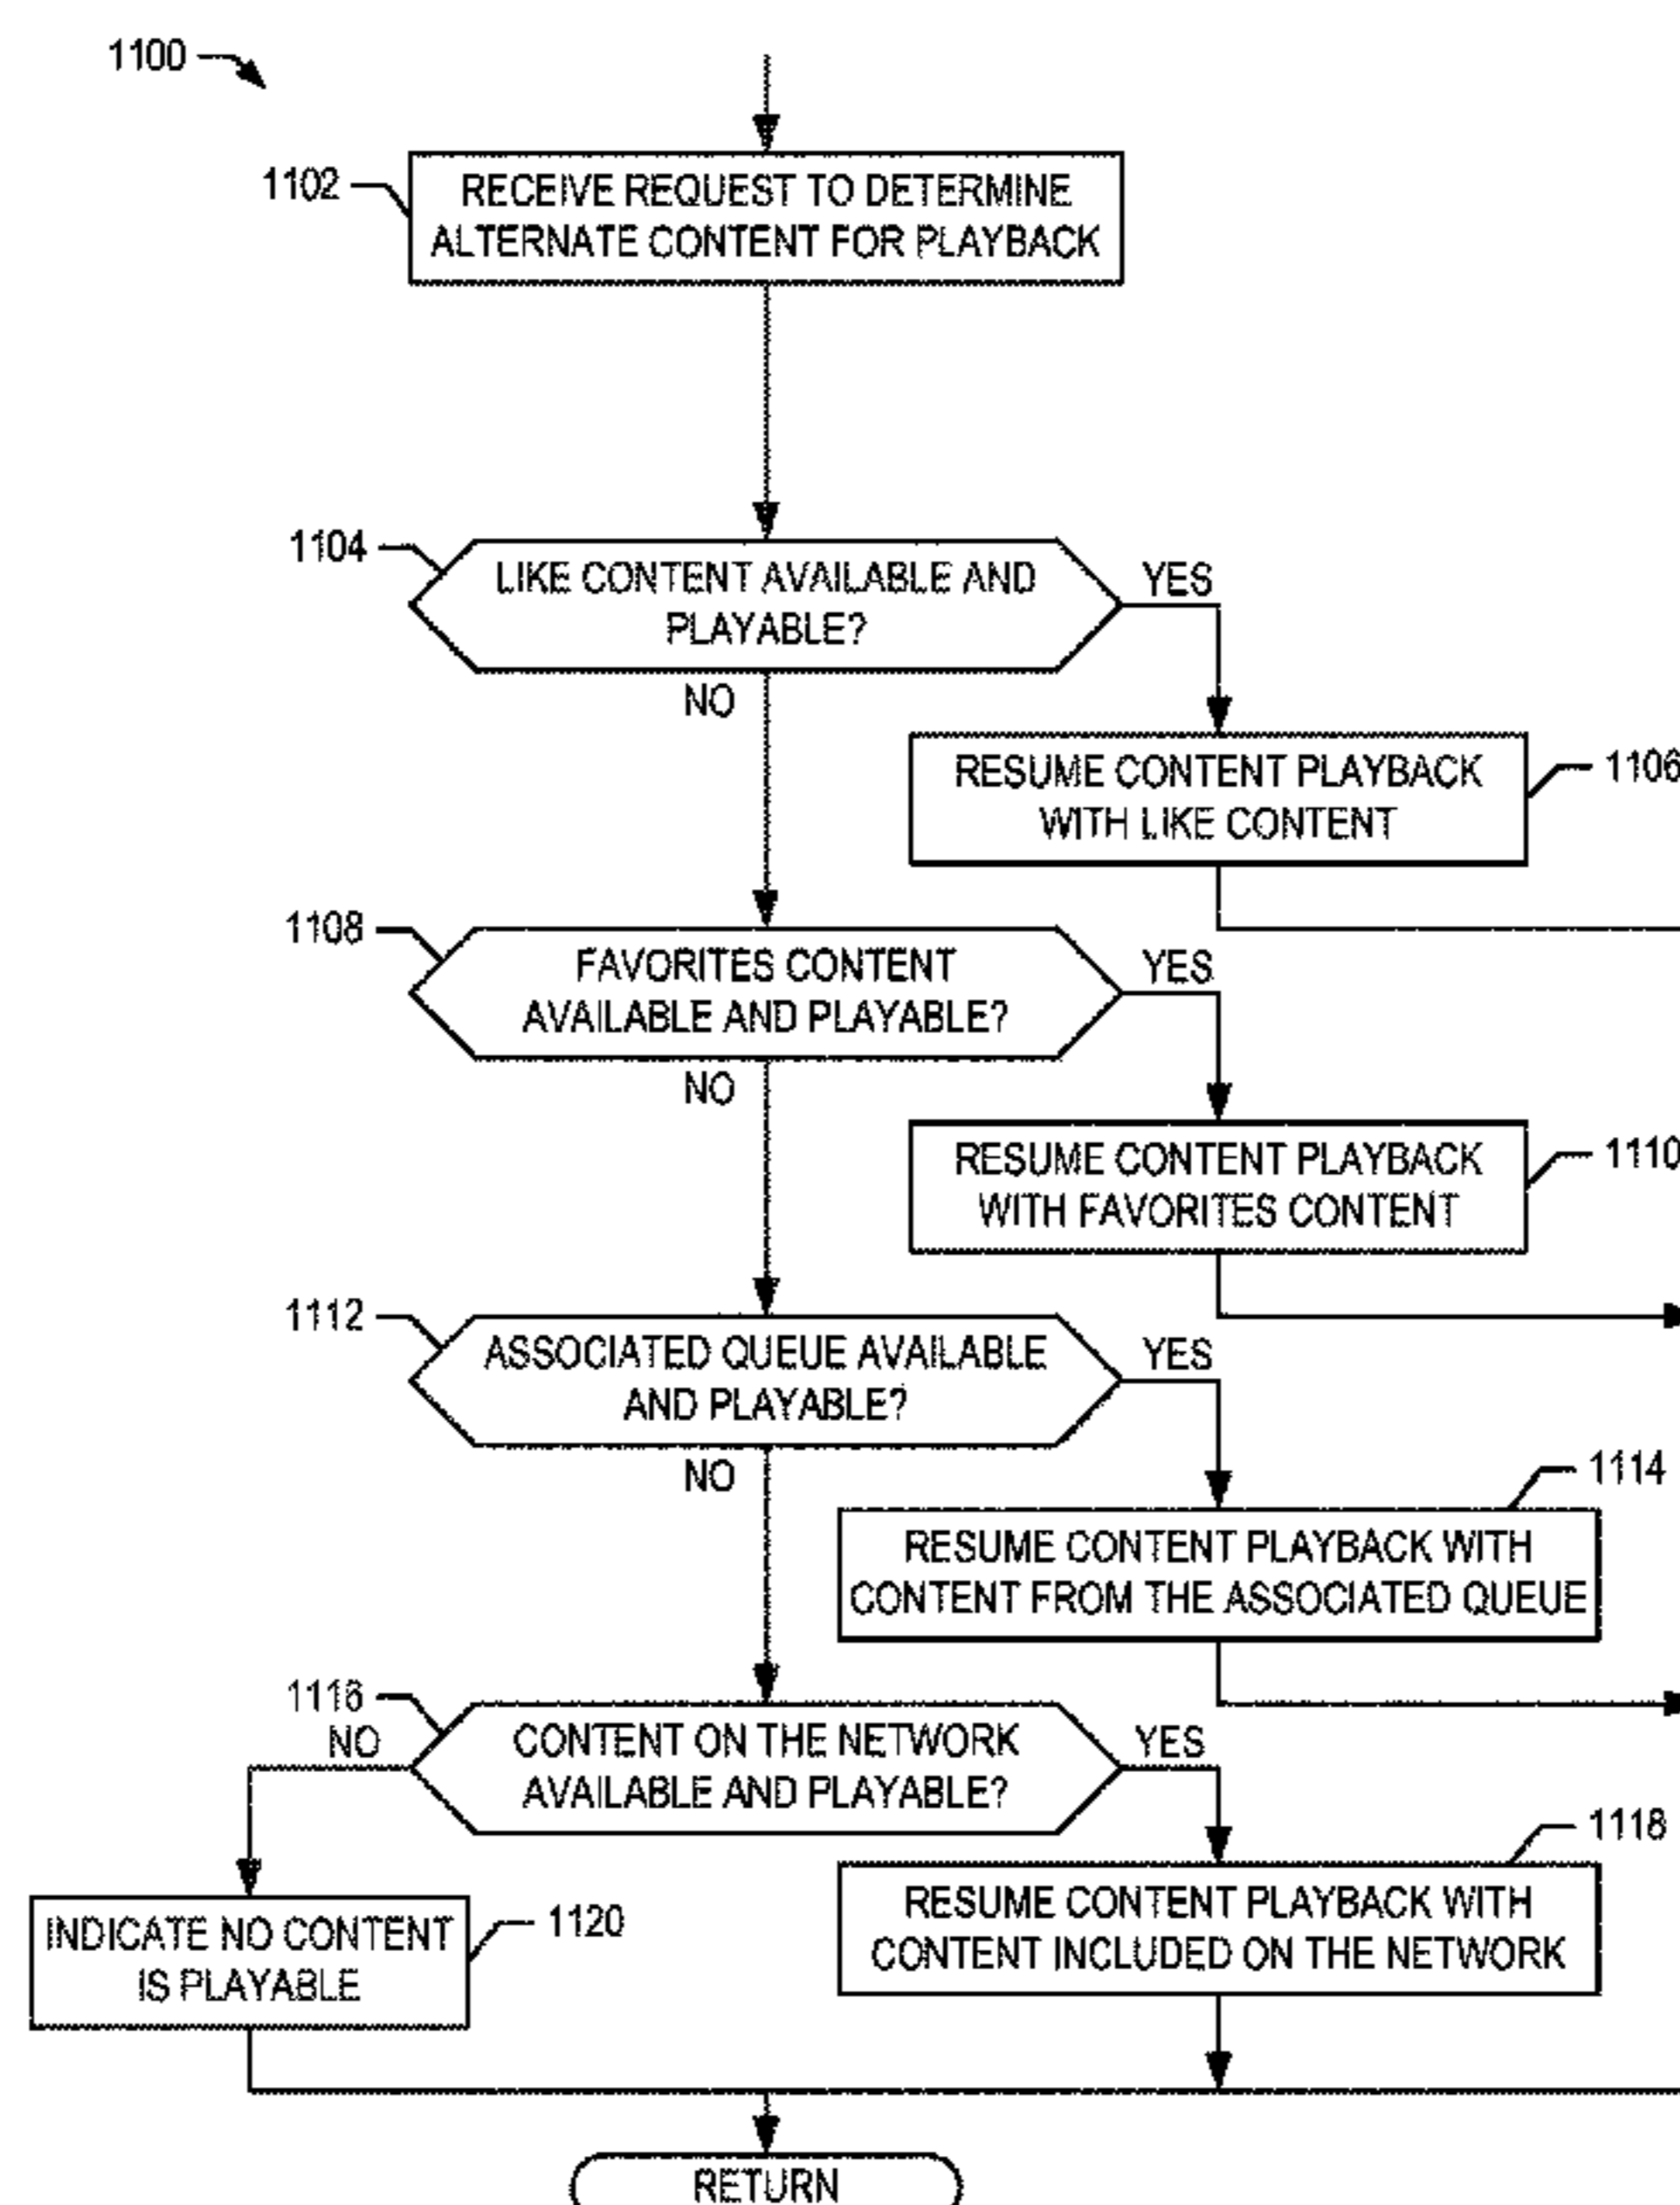 1100
1102
RECEIVE REQUEST TO DETERMINE
ALTERNATE CONTENT FOR PLAYBACK
1104
LIKE CONTENT AVAILABLE AND
PLAYABLE?
YES
NO
RESUME CONTENT PLAYBACK
WITH LIKE CONTENT
1106
1108
FAVORITES CONTENT
AVAILABLE AND PLAYABLE?
YES
NO
RESUME CONTENT PLAYBACK
WITH FAVORITES CONTENT
1110
1112
ASSOCIATED QUEUE AVAILABLE
AND PLAYABLE?
YES
NO
1114
RESUME CONTENT PLAYBACK WITH
CONTENT FROM THE ASSOCIATED QUEUE
1116
NO
CONTENT ON THE NETWORK
AVAILABLE AND PLAYABLE?
YES
1118
RESUME CONTENT PLAYBACK WITH
CONTENT INCLUDED ON THE NETWORK
INDICATE NO CONTENT
IS PLAYABLE
1120
RETURN